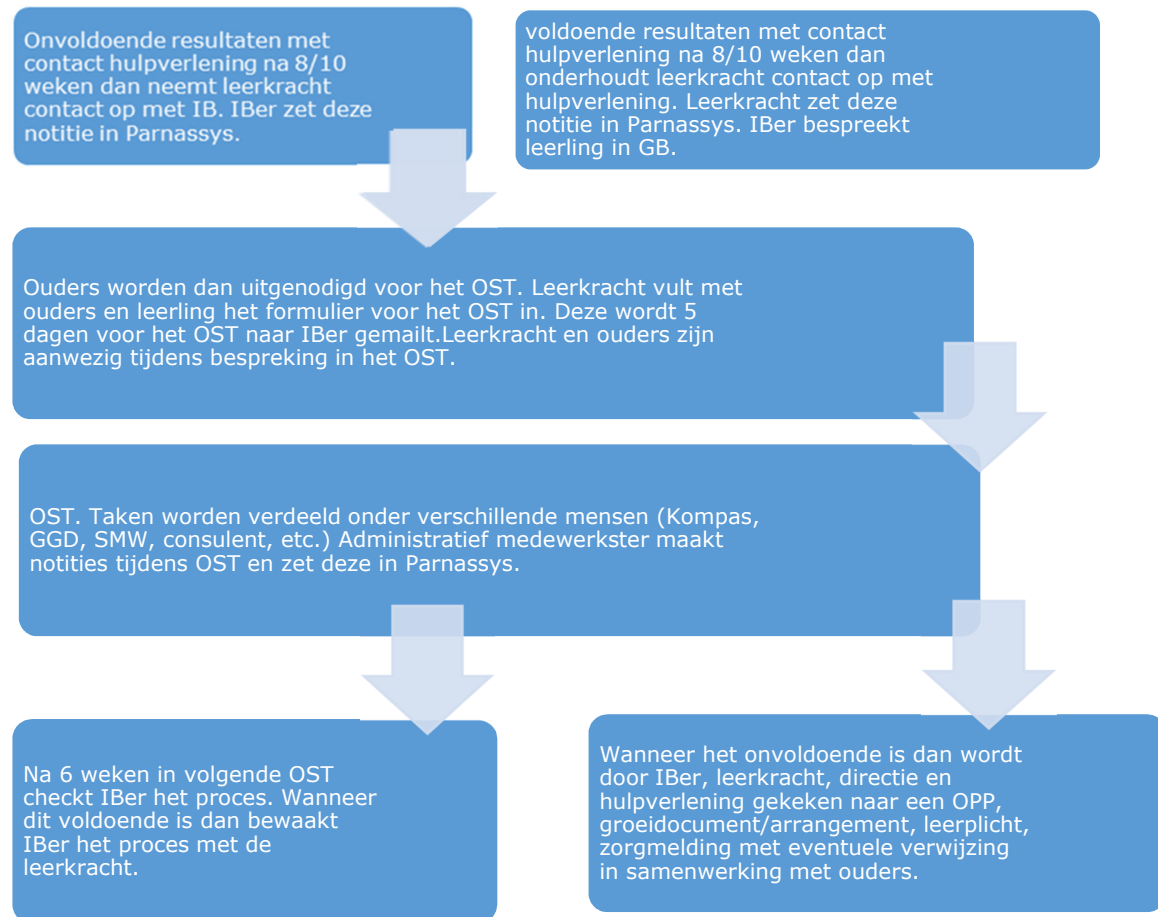 Onvoldoende resultaten met
contact hulpverlening na 8/10
weken dan neemt leerkracht
contact op met IB. IBer zet deze
notitie in Parnassys.
voldoende resultaten met contact
hulpverlening na 8/10 weken dan
onderhoudt leerkracht contact op met
hulpverlening. Leerkracht zet deze
notitie in Parnassys. IBer bespreekt
leerling in GB.
Ouders worden dan uitgenodigd voor het OST. Leerkracht vult met
ouders en leerling het formulier voor het OST in. Deze wordt 5
dagen voor het OST naar IBer gemailt.Leerkracht en ouders zijn
aanwezig tijdens bespreking in het OST.
OST. Taken worden verdeeld onder verschillende mensen (Kompas,
GGD, SMW, consulent, etc.) Administratief medewerkster maakt
notities tijdens OST en zet deze in Parnassys.
Na 6 weken in volgende OST
checkt IBer het proces. Wanneer
dit voldoende is dan bewaakt
IBer het proces met de
leerkracht.
Wanneer het onvoldoende is dan wordt
door IBer, leerkracht, directie en
hulpverlening gekeken naar een OPP,
groeidocument/arrangement, leerplicht,
zorgmelding met eventuele verwijzing
in samenwerking met ouders.